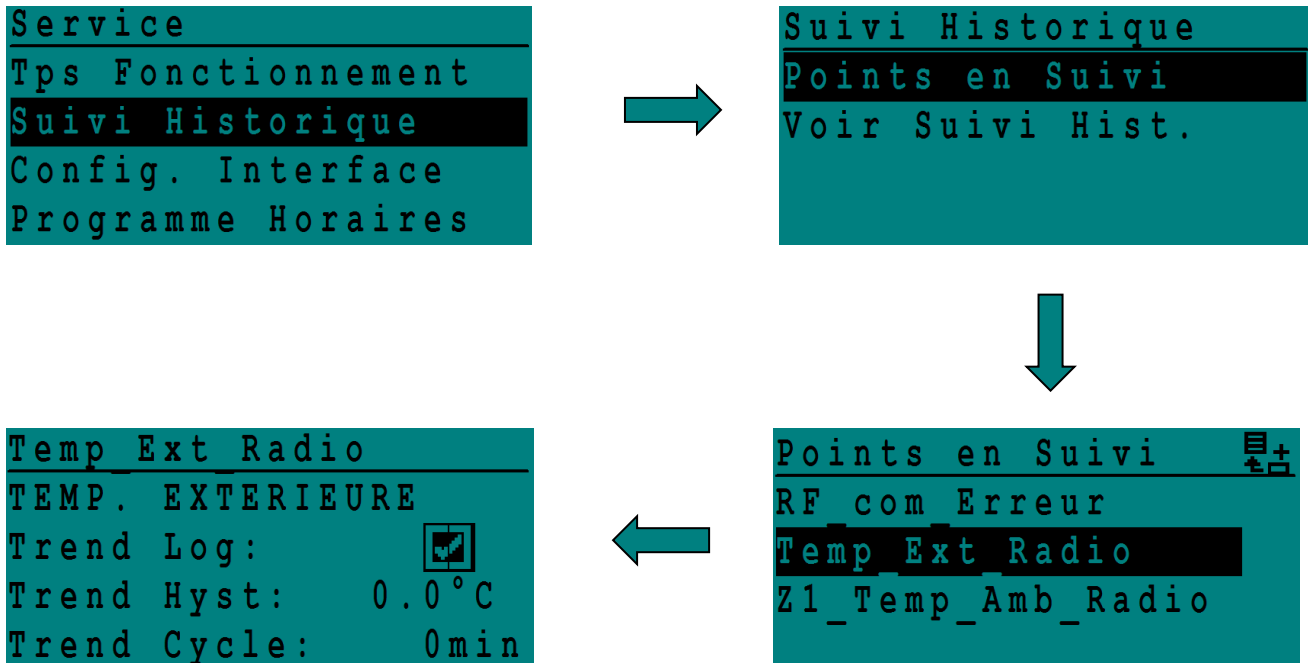 Service
Tps Fonctionnement
Suivi Historique
Config. Interface
Programme Horaires
Suivi Historique
Points en Suivi
Voir Suivi Hist.
Points en Suivi
RF_com_Erreur
Temp_Ext_Radio
Z1_Temp_Amb_Radio
Temp_Ext_Radio
TEMP. EXTERIEURE
Trend Log:
Trend Hyst: 0.0°C
Trend Cycle: 0min